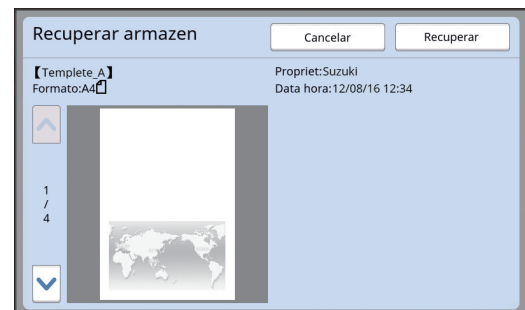 Recuperar armazen
Cancelar
Recuperar
【Templete_A】
Propriet:Suzuki
Formato:A4
Data hora:12/08/16 12:34
1
/
4